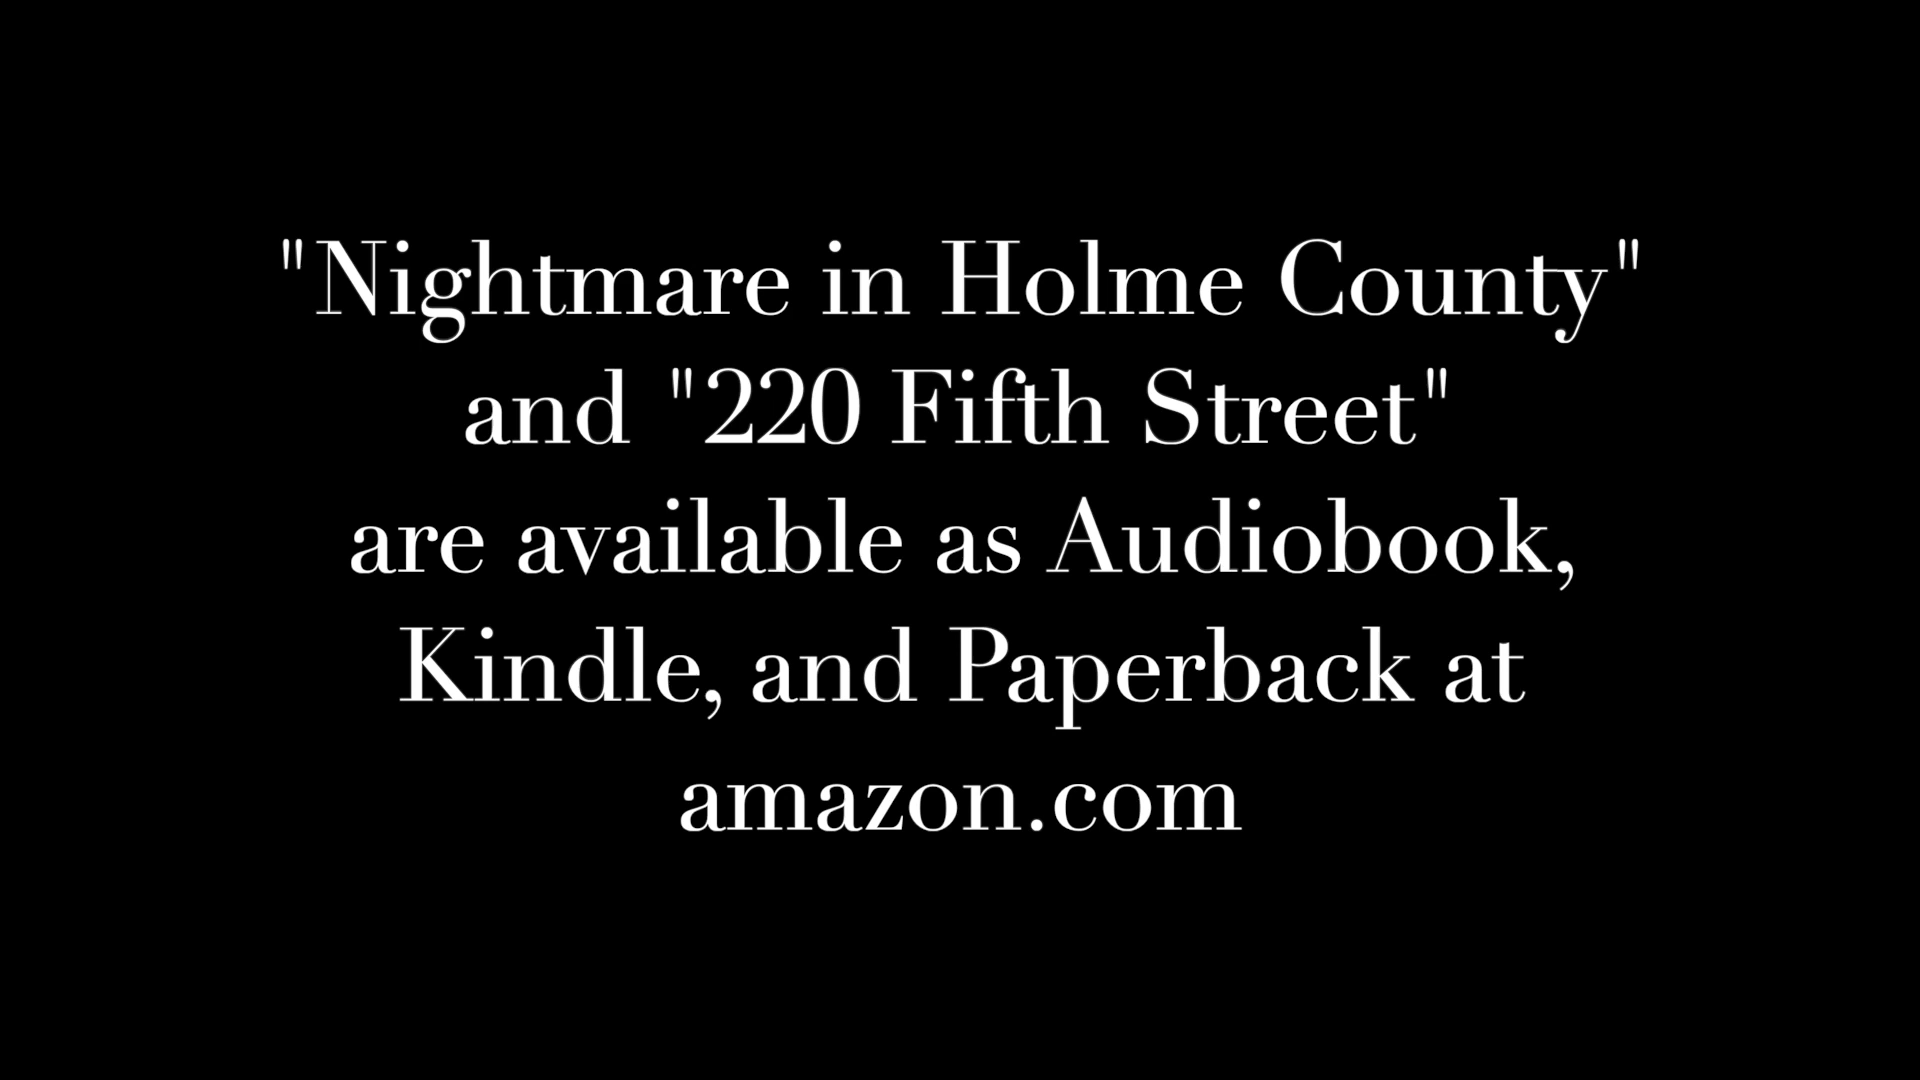 "Nightmare in Holme County"
and "220 Fifth Street"
are available as Audiobook,
Kindle, and Paperback at
amazon.com